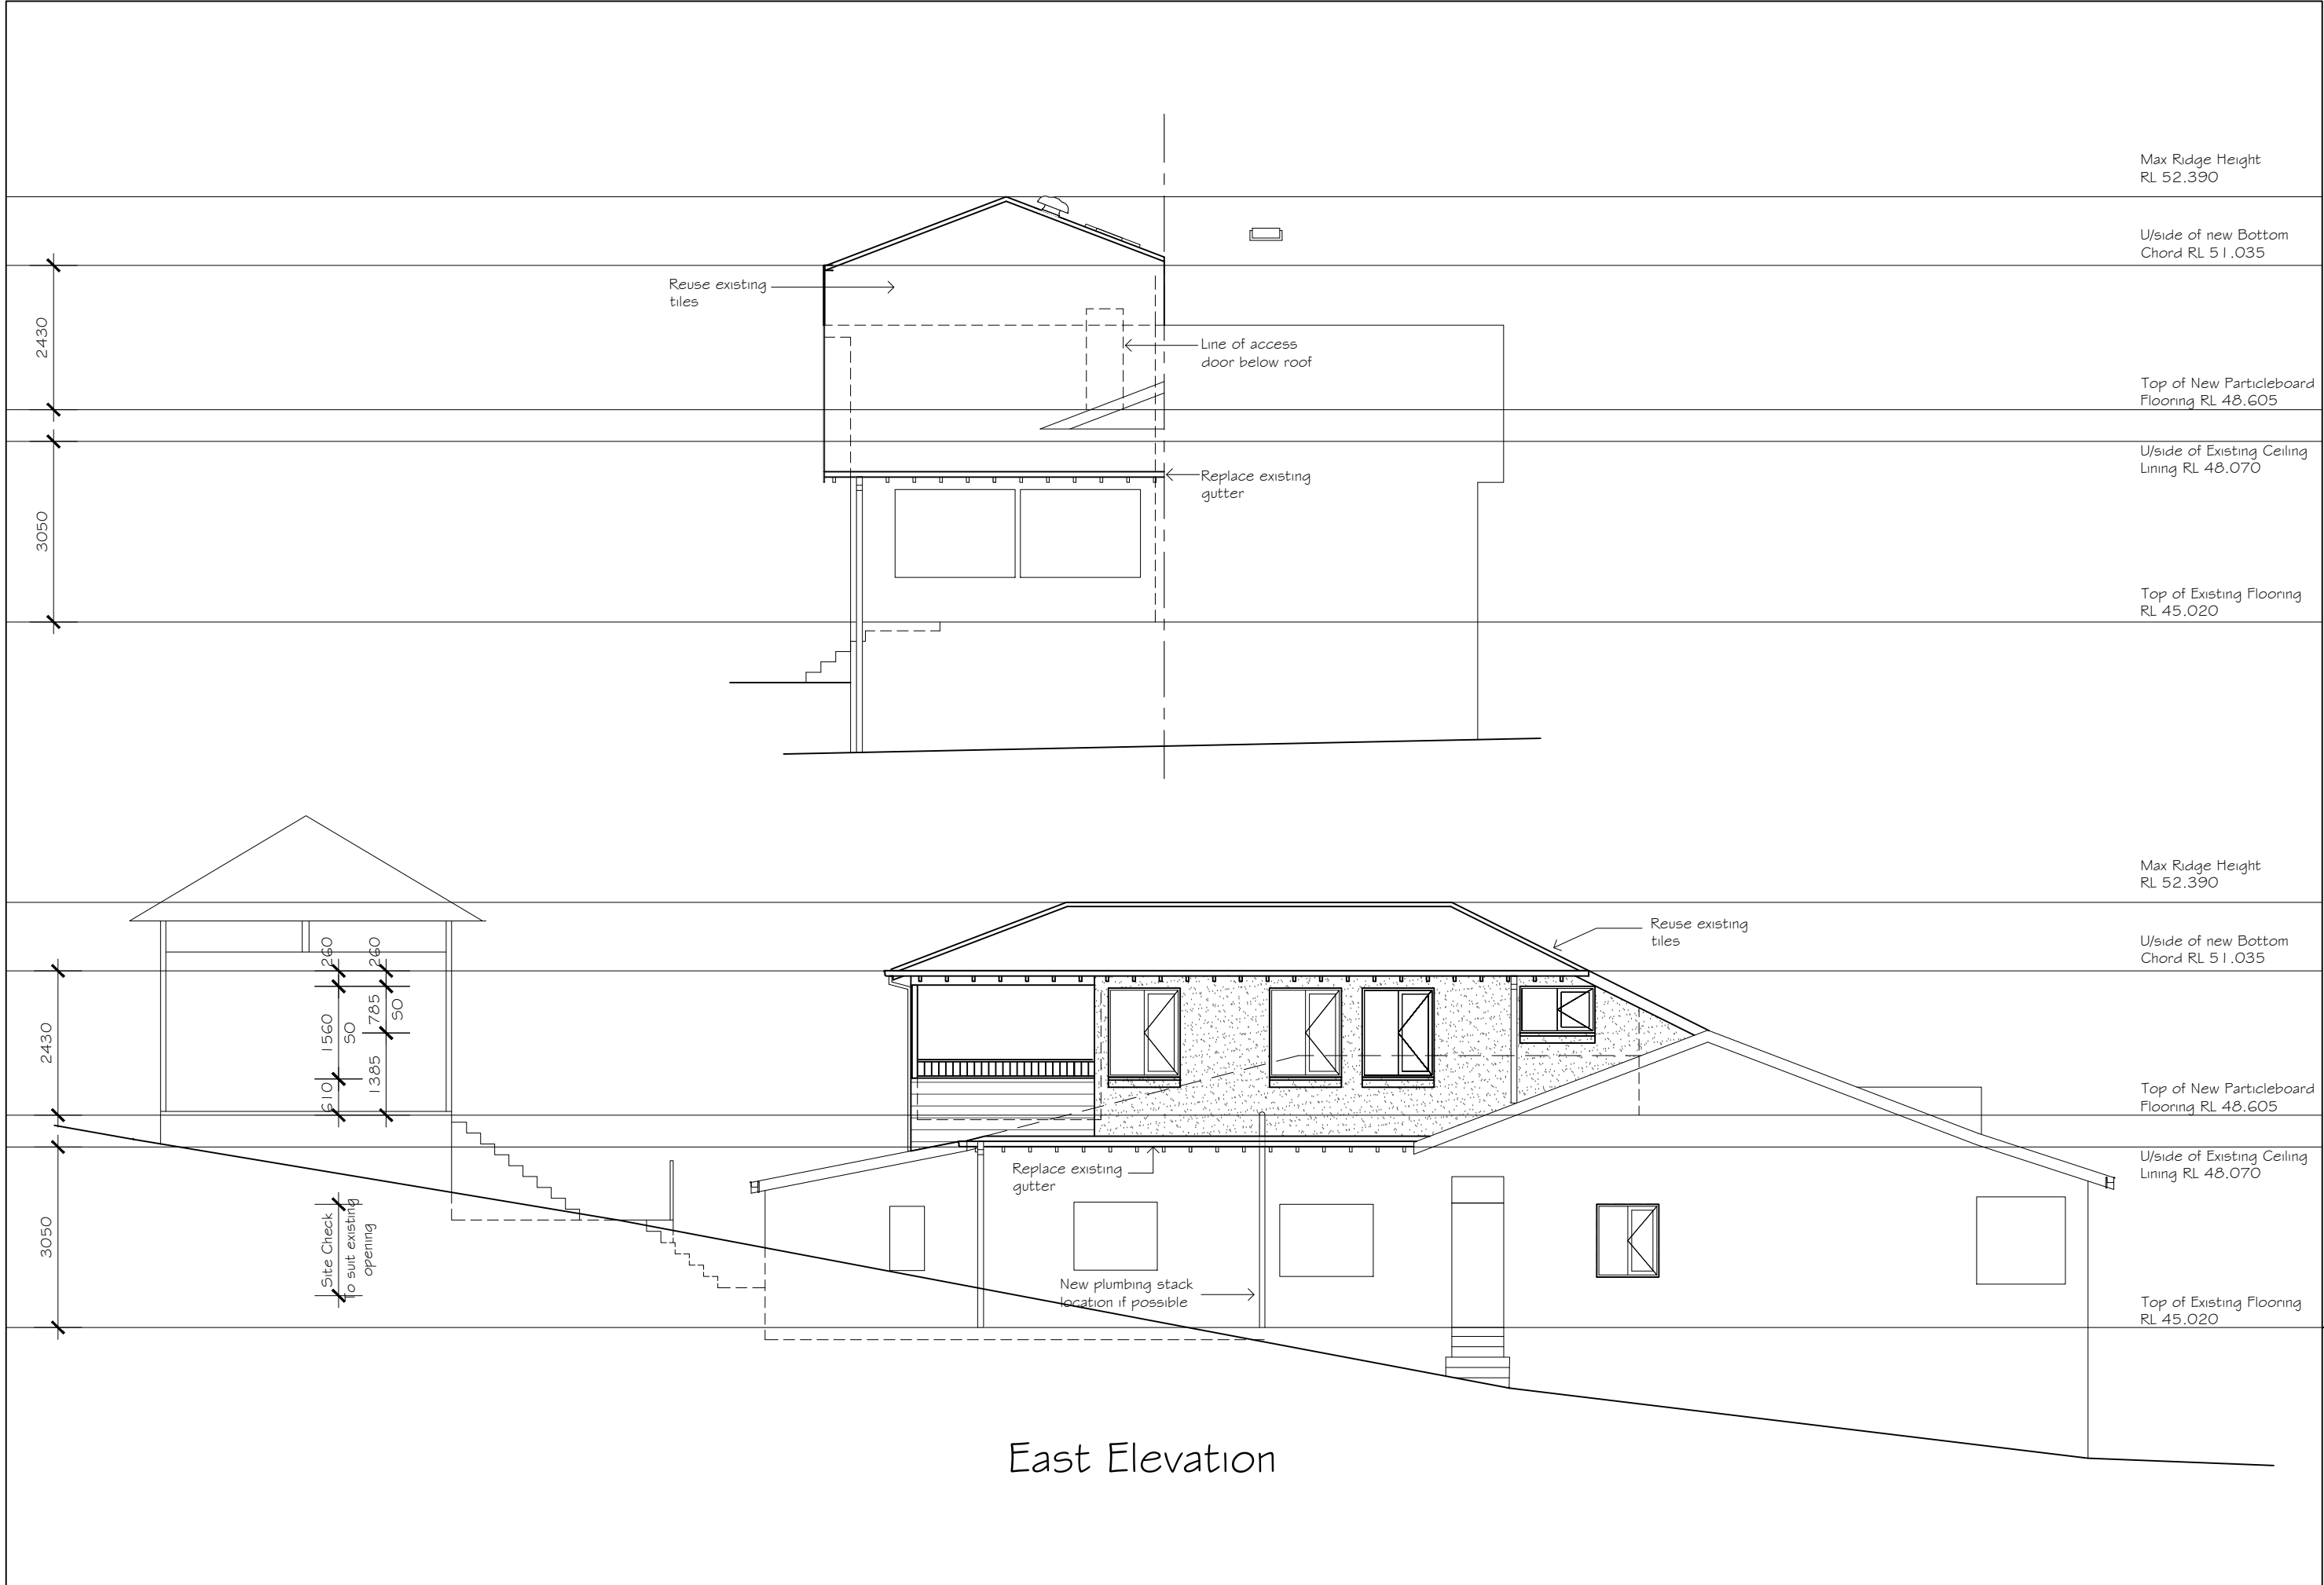 Max Ridge Height
RL 52.390
U/side of new Bottom
Chord RL 51.035
Reuse existing
tiles
2430
Line of access
door below roof
Top of New Particleboard
Flooring RL 48.605
U/side of Existing Ceiling
Lining RL 48.070
Replace existing
gutter
3050
Top of Existing Flooring
RL 45.020
Max Ridge Height
RL 52.390
Reuse existing
tiles
U/side of new Bottom
Chord RL 51.035
260
260
785
SO
1560
SO
2430
1385
610
Top of New Particleboard
Flooring RL 48.605
U/side of Existing Ceiling
Lining RL 48.070
Replace existing
gutter
3050
Site Check
to suit existing
opening
New plumbing stack
location if possible
Top of Existing Flooring
RL 45.020
East Elevation